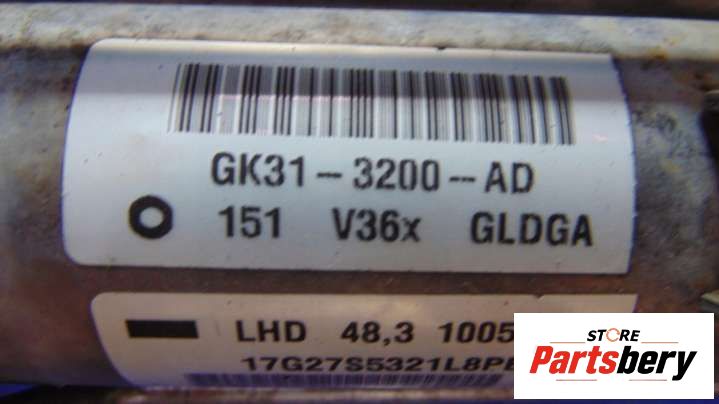 GK31-3200-AD
O 151 V36x GLDGA
LHD 48,3 1005
17G27S5321L8P
STORE
Partsbery